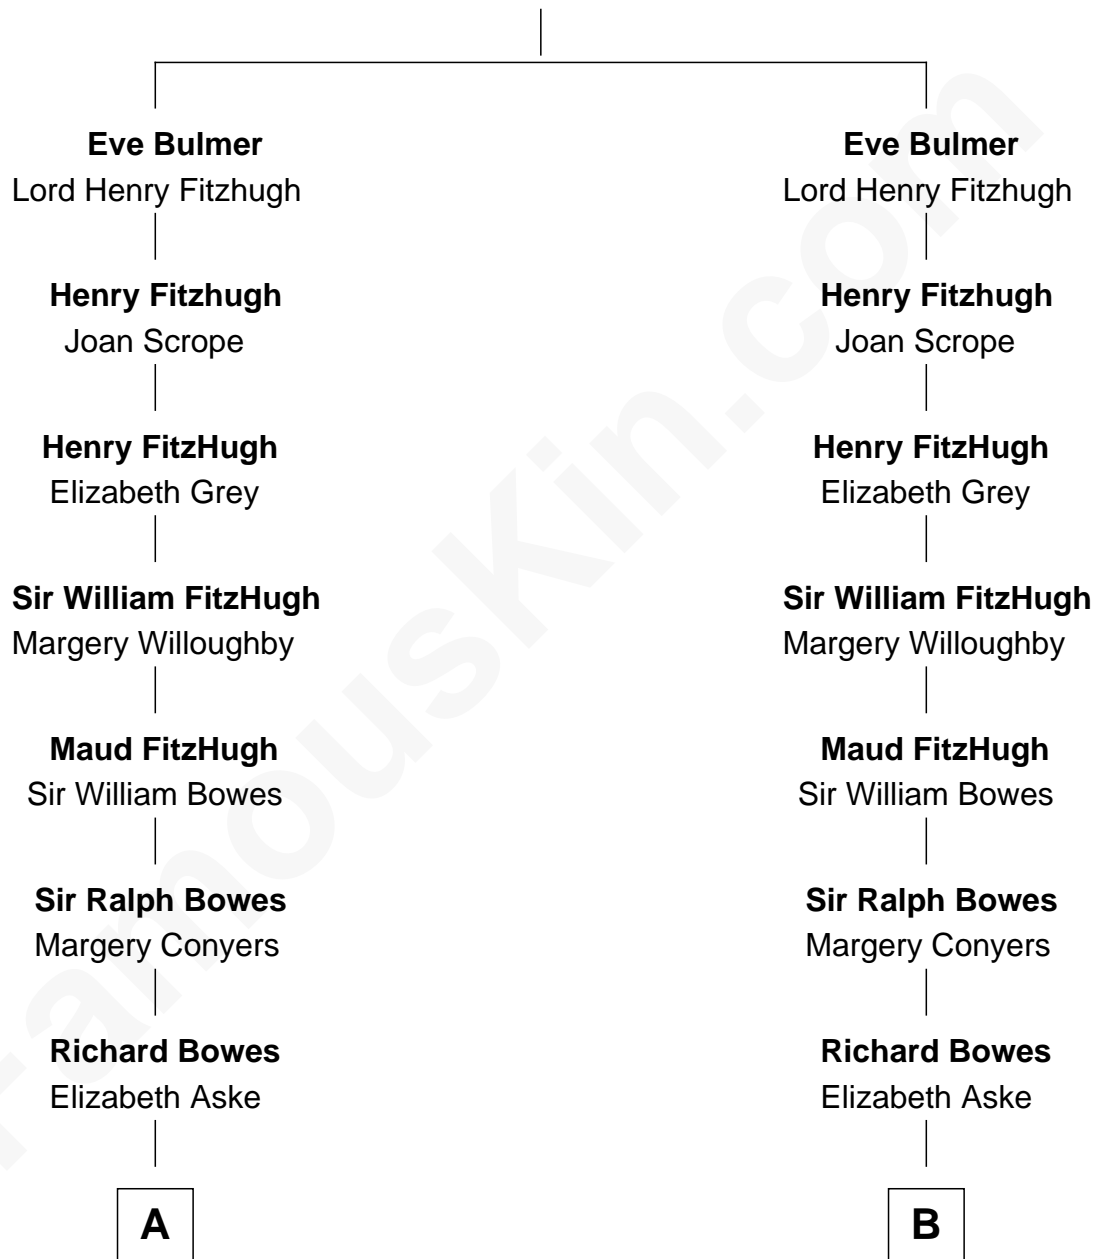 Eve Bulmer
Lord Henry Fitzhugh
Henry Fitzhugh
Joan Scrope
Henry FitzHugh
Elizabeth Grey
Sir William FitzHugh
Margery Willoughby
Maud FitzHugh
Sir William Bowes
Sir Ralph Bowes
Margery Conyers
Richard Bowes
Elizabeth Aske
A
Eve Bulmer
Lord Henry Fitzhugh
Henry Fitzhugh
Joan Scrope
Henry FitzHugh
Elizabeth Grey
Sir William FitzHugh
Margery Willoughby
Maud FitzHugh
Sir William Bowes
Sir Ralph Bowes
Margery Conyers
Richard Bowes
Elizabeth Aske
B
FamousKin.com